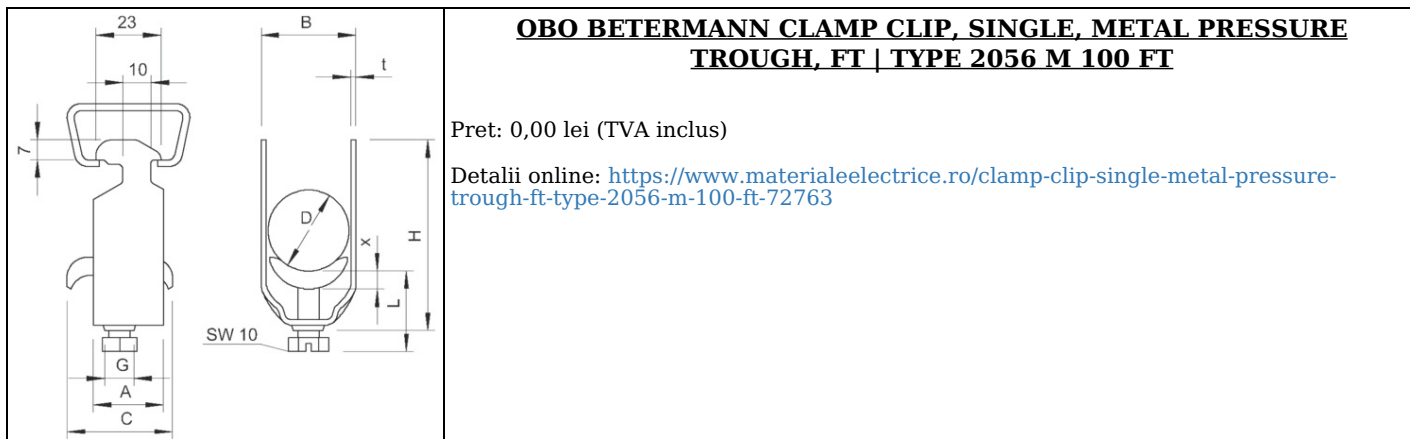 23
10
7
G
A
C
B
t
D
x
H
L
SW 10
OBO BETERMANN CLAMP CLIP, SINGLE, METAL PRESSURE
TROUGH, FT | TYPE 2056 M 100 FT
Pret: 0,00 lei (TVA inclus)
Detalii online: https://www.materialeelectrice.ro/clamp-clip-single-metal-pressure-
trough-ft-type-2056-m-100-ft-72763